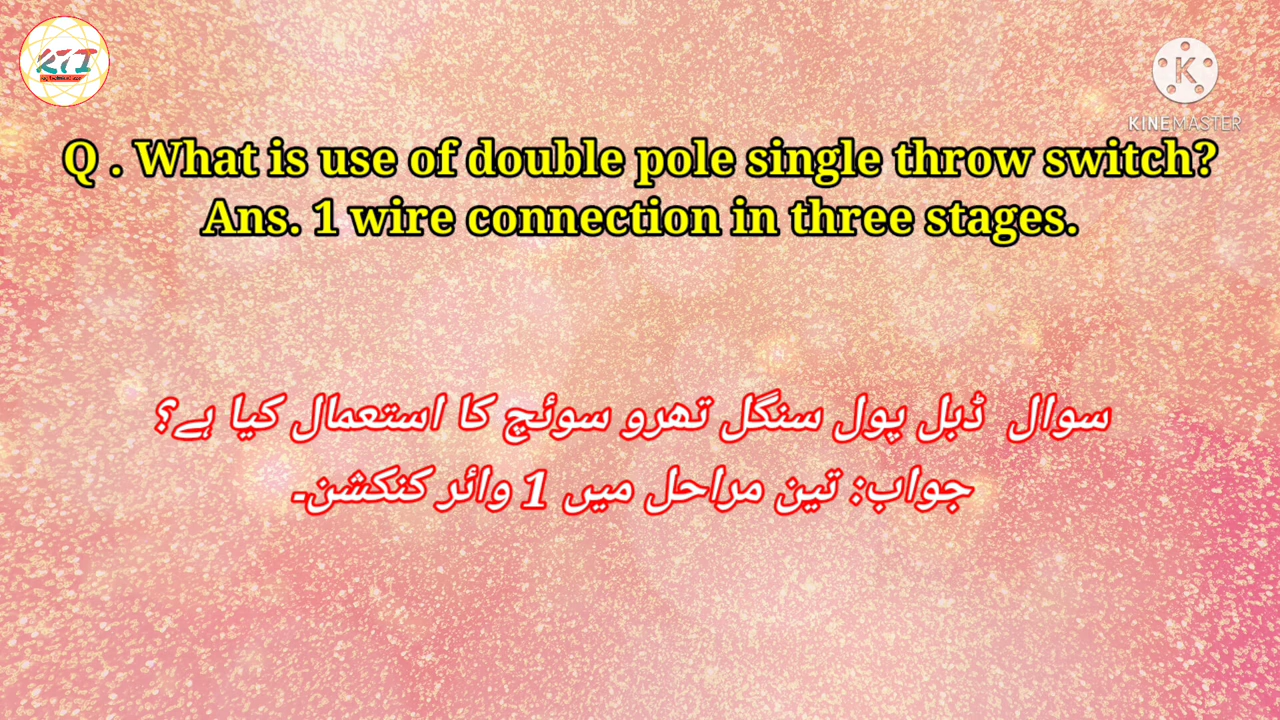 KTI
KINEMASTER
Q . What is use of double pole single throw switch?
Ans. 1 wire connection in three stages.
سوال ڈبل پول سنگل تھرو سوئچ کا استعمال کیا ہے؟
جواب: تین مراحل میں 1 وائر کنکشن۔